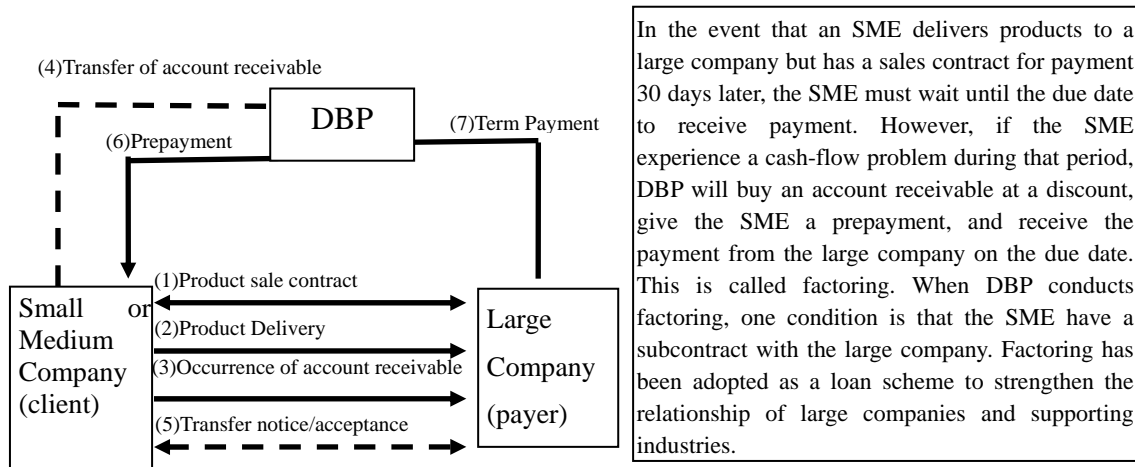 (4)Transfer of account receivable
DBP
(7)Term Payment
(6)Prepayment
(1)Product sale contract
Small or
Medium
Company
(client)
(2)Product Delivery
(3)Occurrence of account receivable
(5)Transfer notice/acceptance
Large
Company
(payer)
In the event that an SME delivers products to a
large company but has a sales contract for payment
30 days later, the SME must wait until the due date
to receive payment. However, if the SME
experience a cash-flow problem during that period,
DBP will buy an account receivable at a discount,
give the SME a prepayment, and receive the
payment from the large company on the due date.
This is called factoring. When DBP conducts
factoring, one condition is that the SME have a
subcontract with the large company. Factoring has
been adopted as a loan scheme to strengthen the
relationship of large companies and supporting
industries.